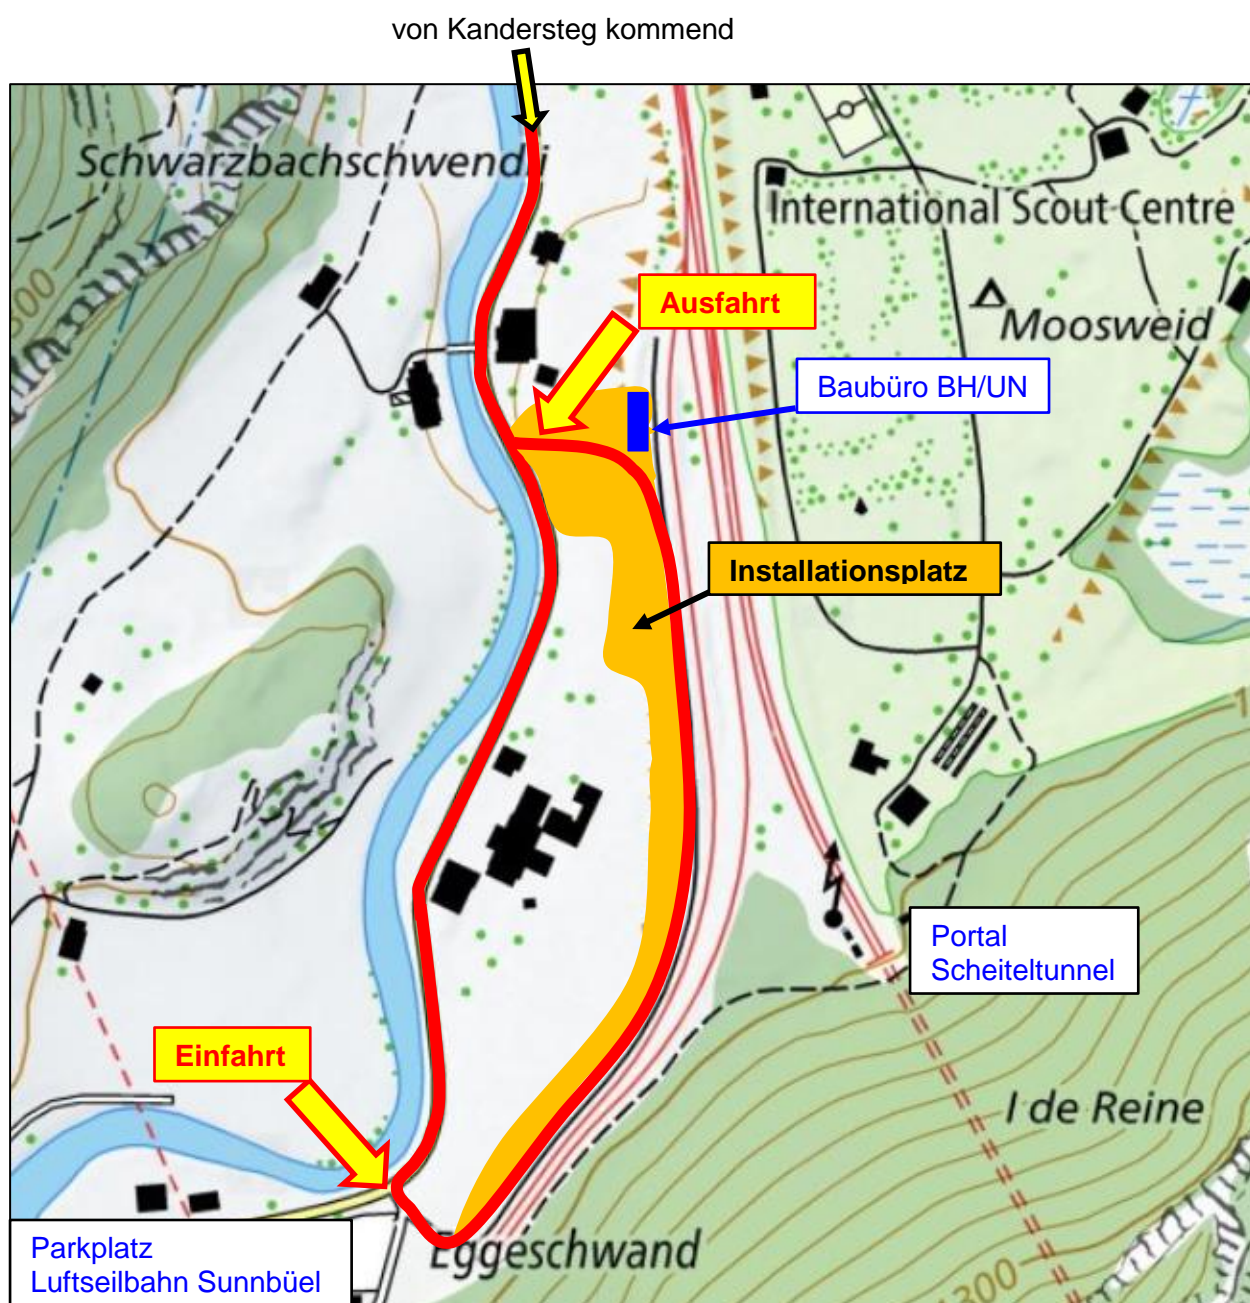 von Kandersteg kommend
Schwarzbachschwendi
International Scout Centre
Ausfahrt
Moosweid
Baubüro BH/UN
Installationsplatz
Portal
Scheiteltunnel
Einfahrt
I de Reine
Eggeschwand
Parkplatz
Luftseilbahn Sunnbüel
1300